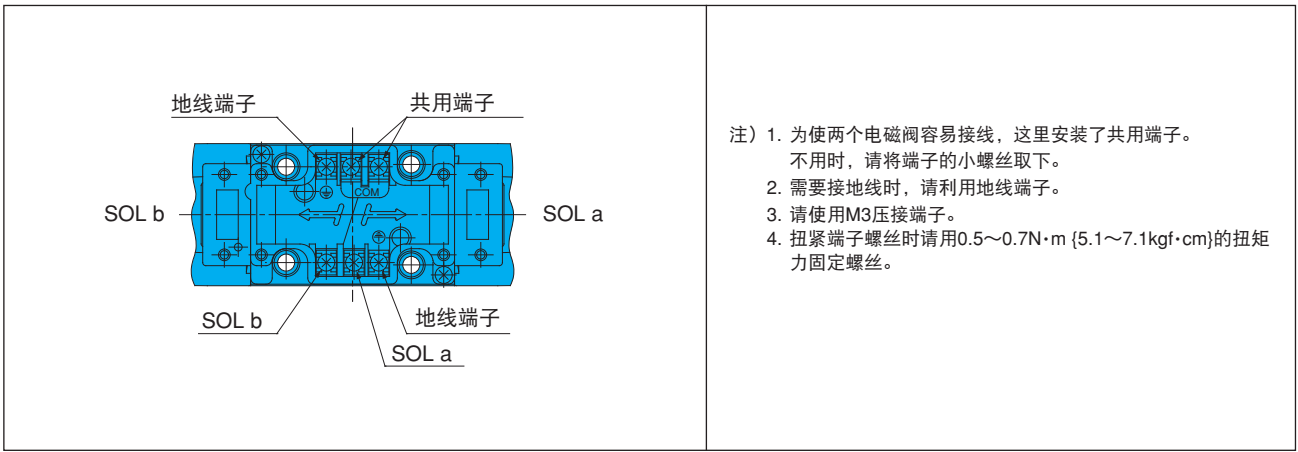 地线端子
共用端子
COM
SOL b
SOL a
SOL b
地线端子
SOL a
注）1. 为使两个电磁阀容易接线，这里安装了共用端子。
不用时，请将端子的小螺丝取下。
2. 需要接地线时，请利用地线端子。
3. 请使用M3压接端子。
4. 扭紧端子螺丝时请用0.5～0.7N·m {5.1～7.1kgf·cm}的扭矩
力固定螺丝。